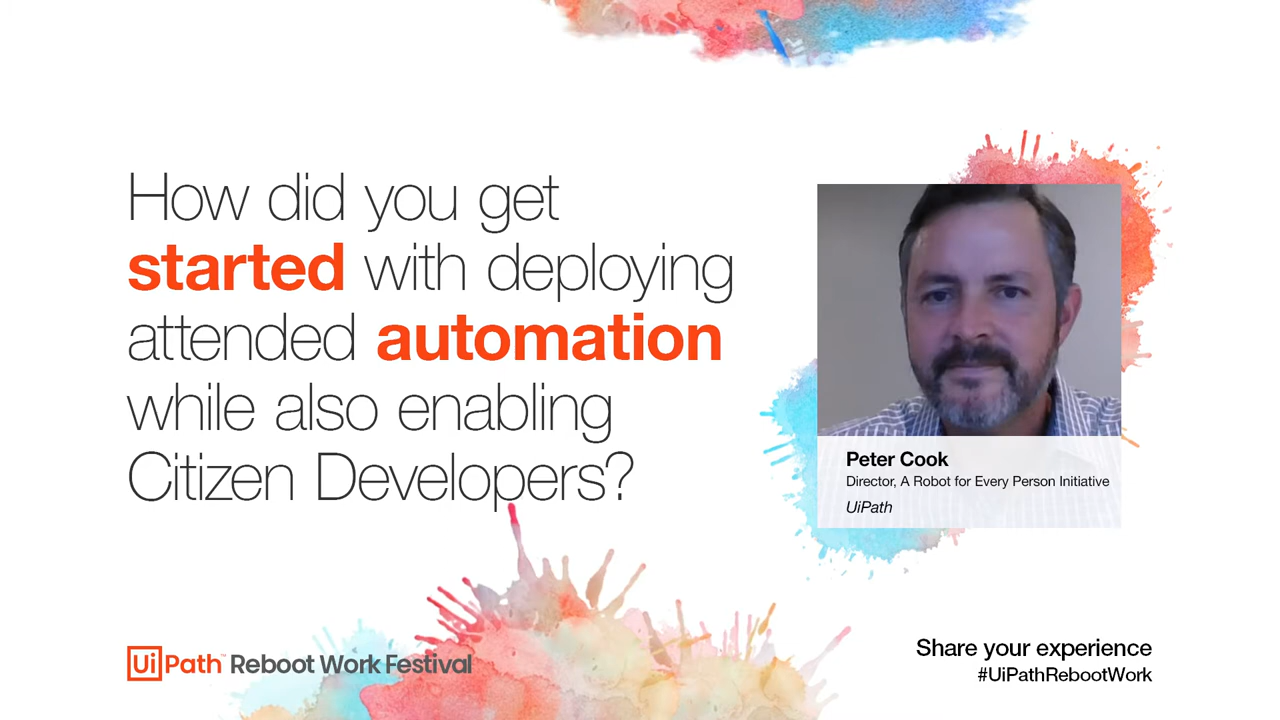 How did you get
started with deploying
attended automation
while also enabling
Citizen Developers?
Peter Cook
Director, A Robot for Every Person Initiative
UiPath
UiPath™ Reboot Work Festival
Share your experience
#UiPathRebootWork